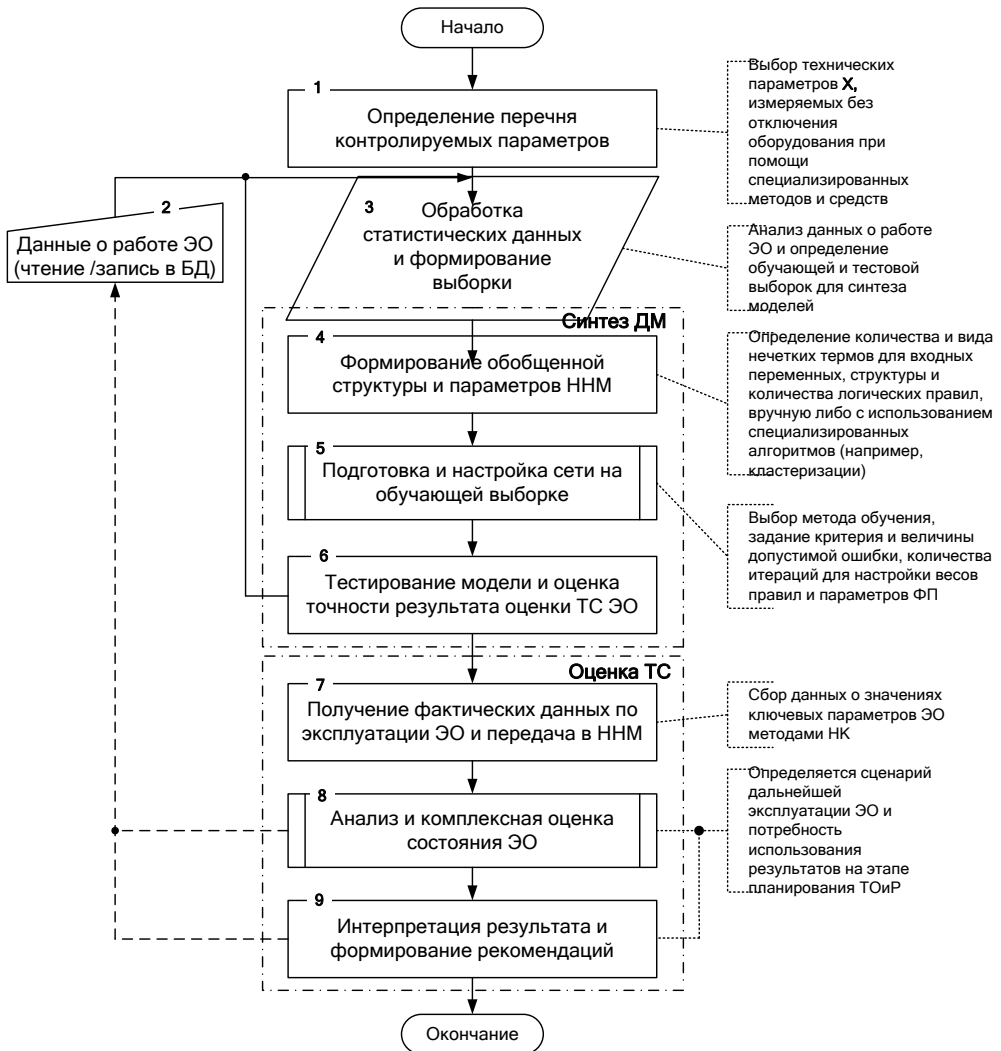 Начало
1
Определение перечня
контролируемых параметров
Выбор технических
параметров X,
измеряемых без
отключения
оборудования при
помощи
специализированных
методов и средств
2
Данные о работе ЭО
(чтение /запись в БД)
3
Обработка
статистических данных
и формирование
выборки
Анализ данных о работе
ЭО и определение
обучающей и тестовой
выборок для синтеза
моделей
Синтез ДМ
4
Формирование обобщенной
структуры и параметров ННМ
Определение количества и вида
нечетких термов для входных
переменных, структуры и
количества логических правил,
вручную либо с использованием
специализированных
алгоритмов (например,
кластеризации)
5
Подготовка и настройка сети на
обучающей выборке
Выбор метода обучения,
задание критерия и величины
допустимой ошибки, количества
итераций для настройки весов
правил и параметров ФП
6
Тестирование модели и оценка
точности результата оценки ТС ЭО
Оценка ТС
7
Получение фактических данных по
эксплуатации ЭО и передача в ННМ
Сбор данных о значениях
ключевых параметров ЭО
методами НК
8
Анализ и комплексная оценка
состояния ЭО
Определяется сценарий
дальнейшей
эксплуатации ЭО и
потребность
использования
результатов на этапе
планирования ТОиР
9
Интерпретация результата и
формирование рекомендаций
Окончание